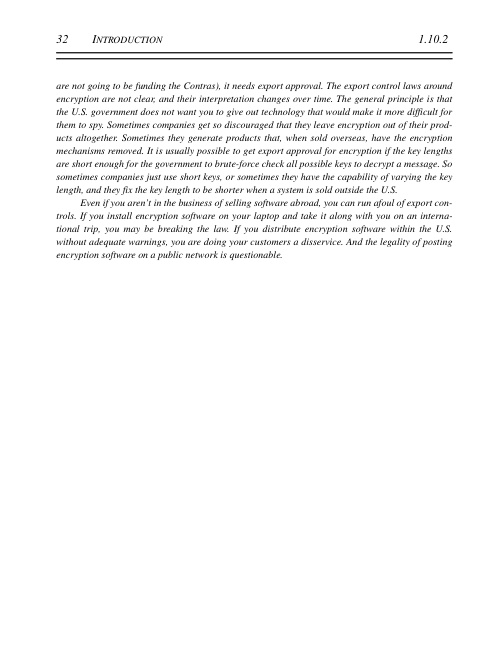 32 INTRODUCTION 1.10.2
are not going to be funding the Contras), it needs export approval. The export control laws around
encryption are not clear, and their interpretation changes over time. The general principle is that
the U.S. government does not want you to give out technology that would make it more difficult for
them to spy. Sometimes companies get so discouraged that they leave encryption out of their prod-
ucts altogether. Sometimes they generate products that, when sold overseas, have the encryption
mechanisms removed. It is usually possible to get export approval for encryption if the key lengths
are short enough for the government to brute-force check all possible keys to decrypt a message. So
sometimes companies just use short keys, or sometimes they have the capability of varying the key
length, and they fix the key length to be shorter when a system is sold outside the U.S.
Even if you aren't in the business of selling software abroad, you can run afoul of export con-
trols. If you install encryption software on your laptop and take it along with you on an interna-
tional trip, you may be breaking the law. If you distribute encryption software within the U.S.
without adequate warnings, you are doing your customers a disservice. And the legality of posting
encryption software on a public network is questionable.